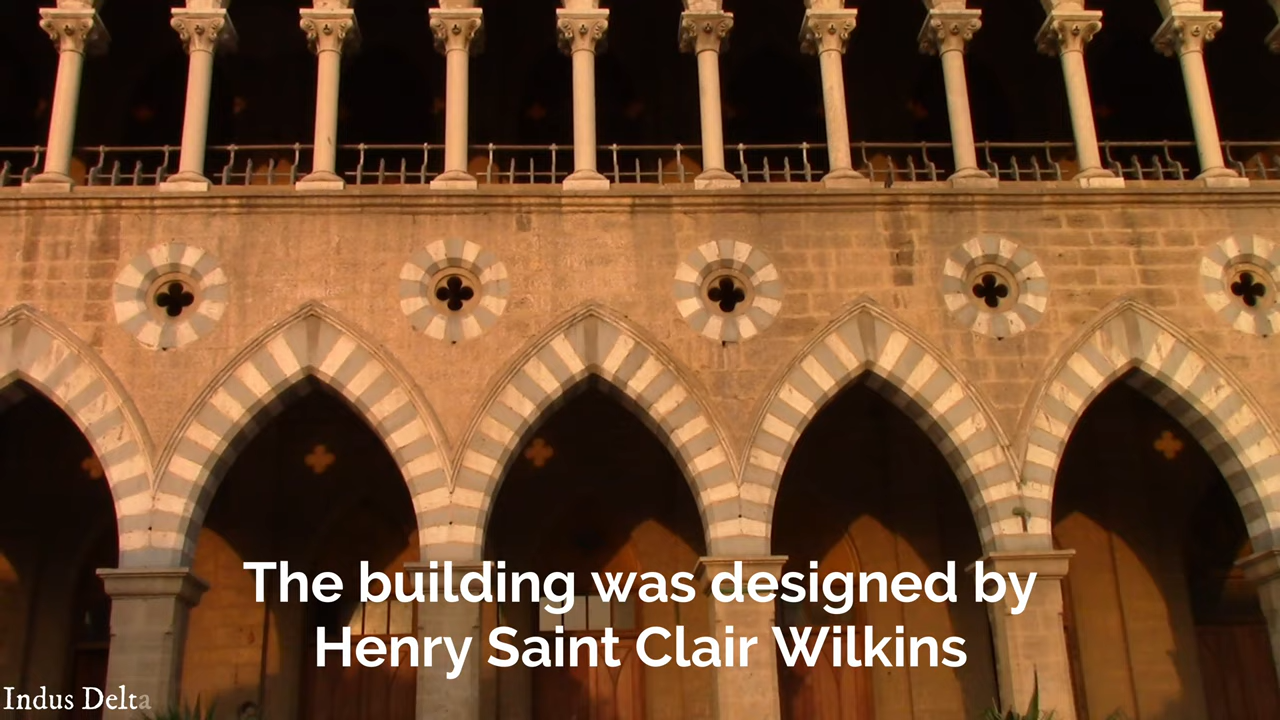 The building was designed by
Henry Saint Clair Wilkins
Indus Delta